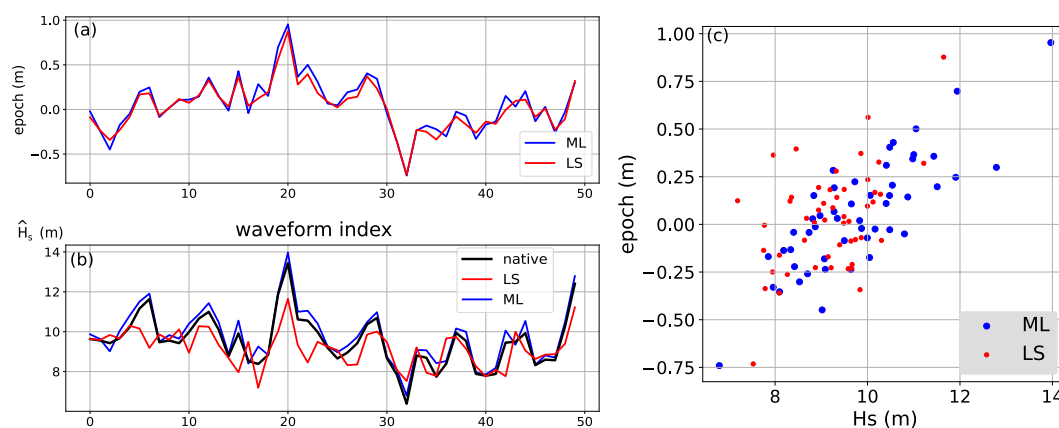 (a)
1.0
0.5
0.0
−0.5
epoch (m)
ML
LS
0 10 20 30 40 50
waveform index
Ĥs (m)
(b)
14
12
10
8
native
LS
ML
0 10 20 30 40 50
(c)
1.00
0.75
0.50
0.25
0.00
−0.25
−0.50
−0.75
epoch (m)
ML
LS
8 10 12 14
Hs (m)